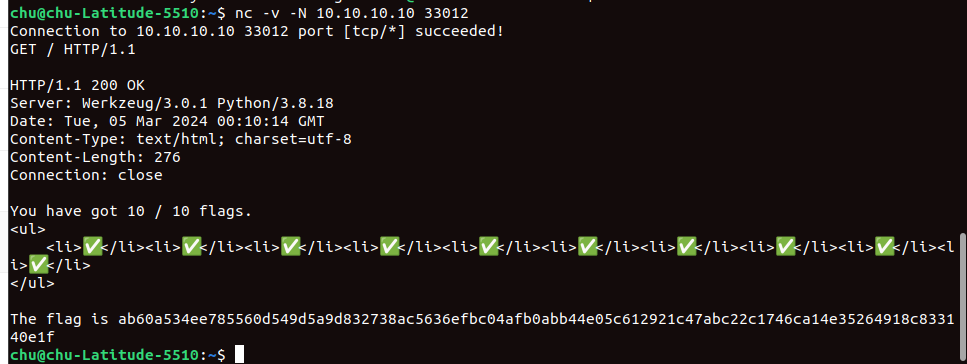 chu@chu-Latitude-5510:~$ nc -v -N 10.10.10.10 33012
Connection to 10.10.10.10 33012 port [tcp/*] succeeded!
GET / HTTP/1.1

HTTP/1.1 200 OK
Server: Werkzeug/3.0.1 Python/3.8.18
Date: Tue, 05 Mar 2024 00:10:14 GMT
Content-Type: text/html; charset=utf-8
Content-Length: 276
Connection: close

You have got 10 / 10 flags.
<ul>
    <li>✅</li><li>✅</li><li>✅</li><li>✅</li><li>✅</li><li>✅</li><li>✅</li><li>✅</li><li>✅</li><l
i>✅</li>
</ul>

The flag is ab60a534ee785560d549d5a9d832738ac5636efbc04afb0abb44e05c612921c47abc22c1746ca14e35264918c8331
40e1f
chu@chu-Latitude-5510:~$